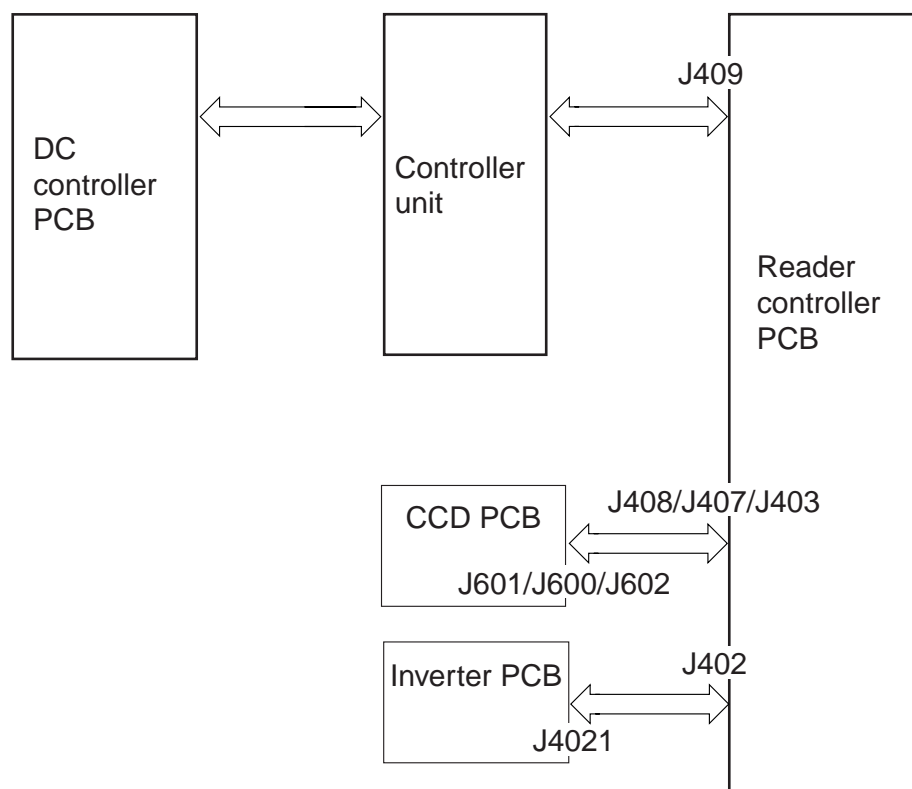 J409
DC
controller
PCB
Controller
unit
Reader
controller
PCB
J408/J407/J403
CCD PCB
J601/J600/J602
J402
Inverter PCB
J4021